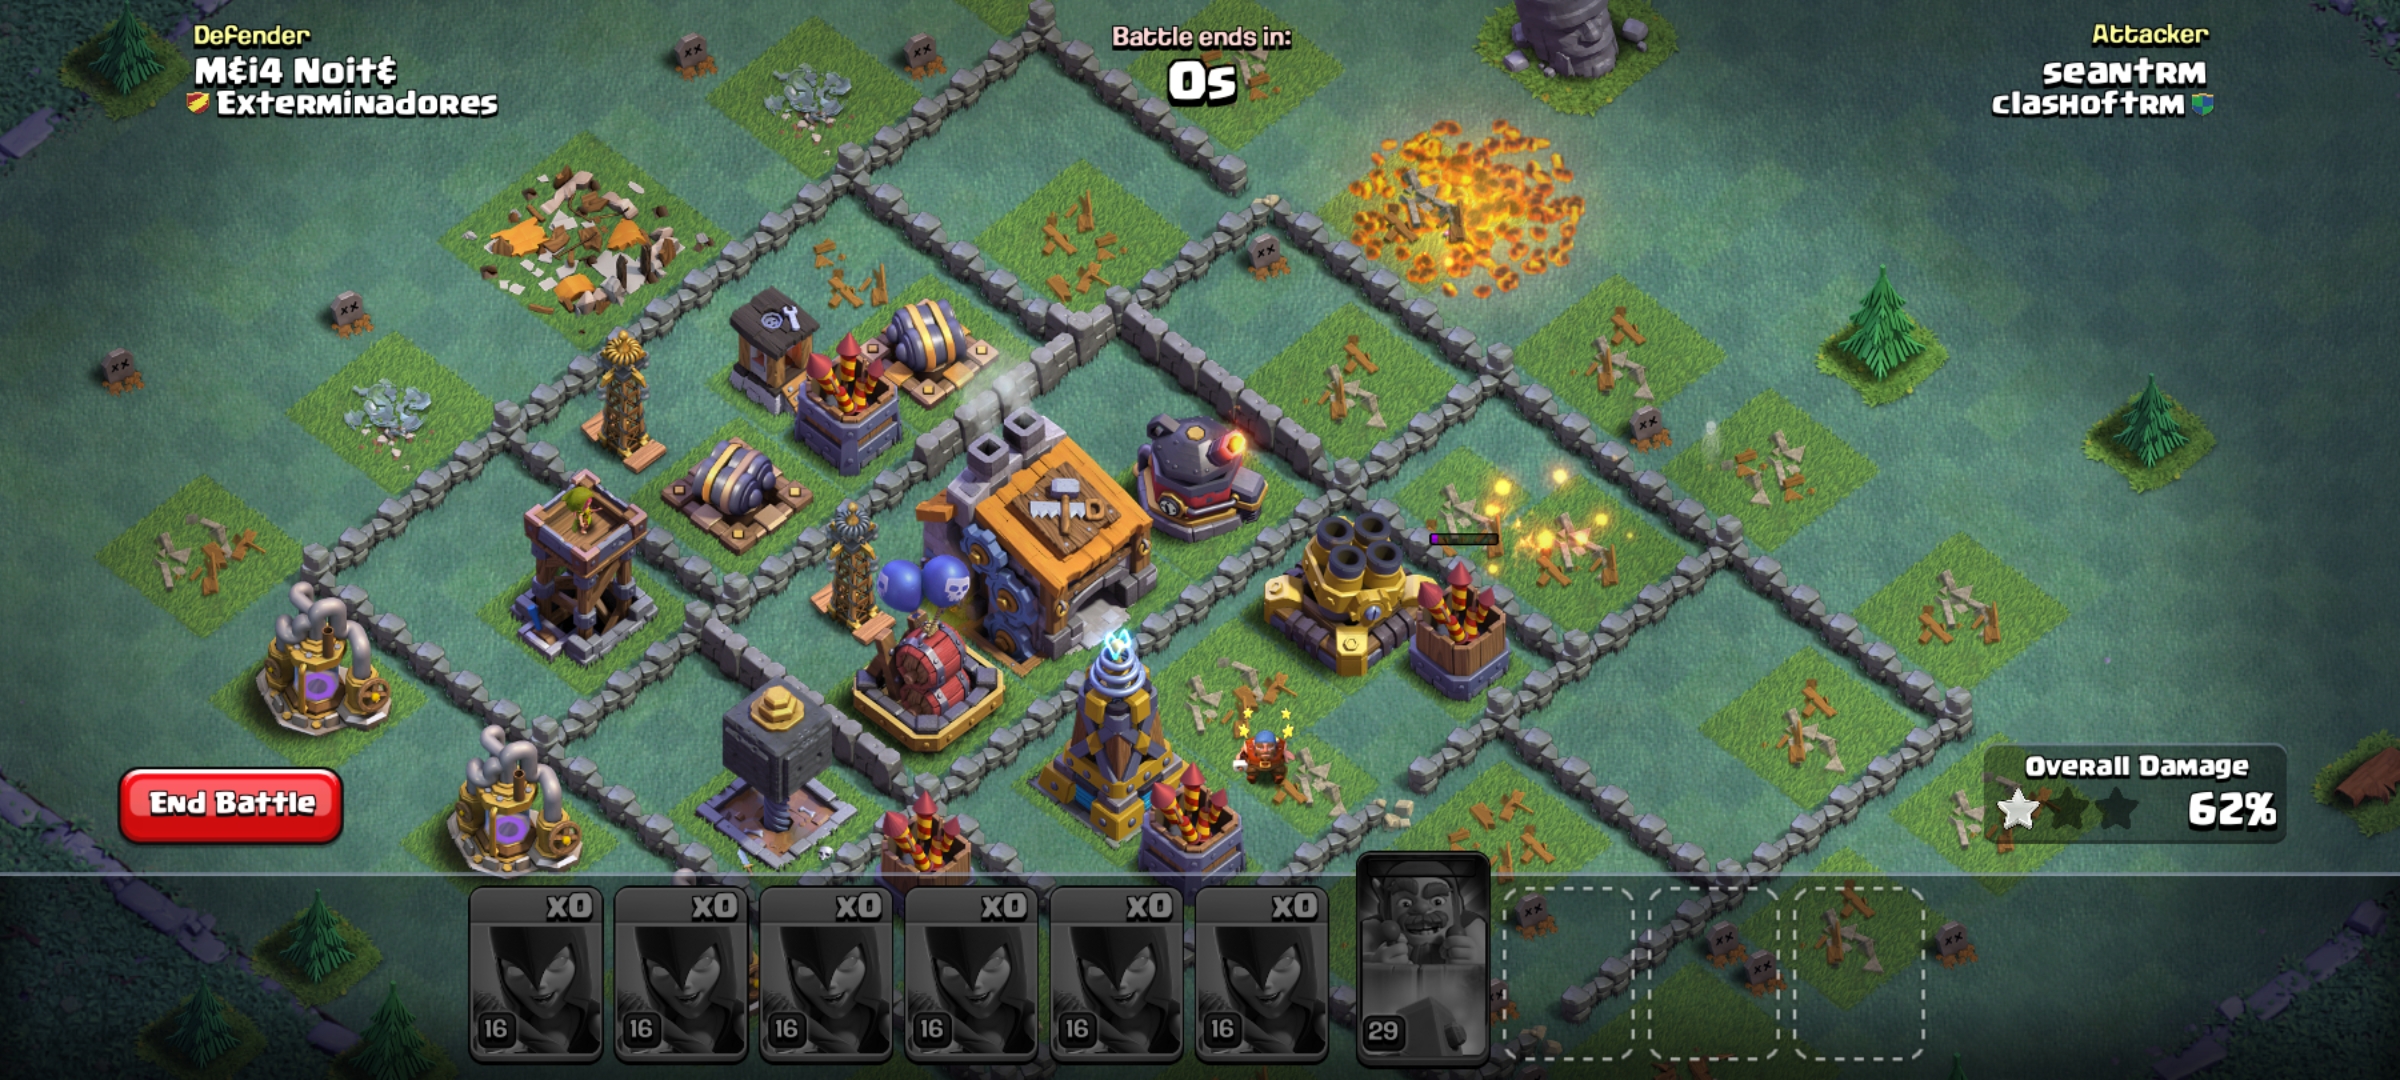 Defender
M€i4 Noit€
Exterminadores
Battle ends in:
0s
Attacker
seantrm
clashoftrm
End Battle
Overall Damage
62%
x0
x0
x0
x0
x0
x0
16
16
16
16
16
16
29